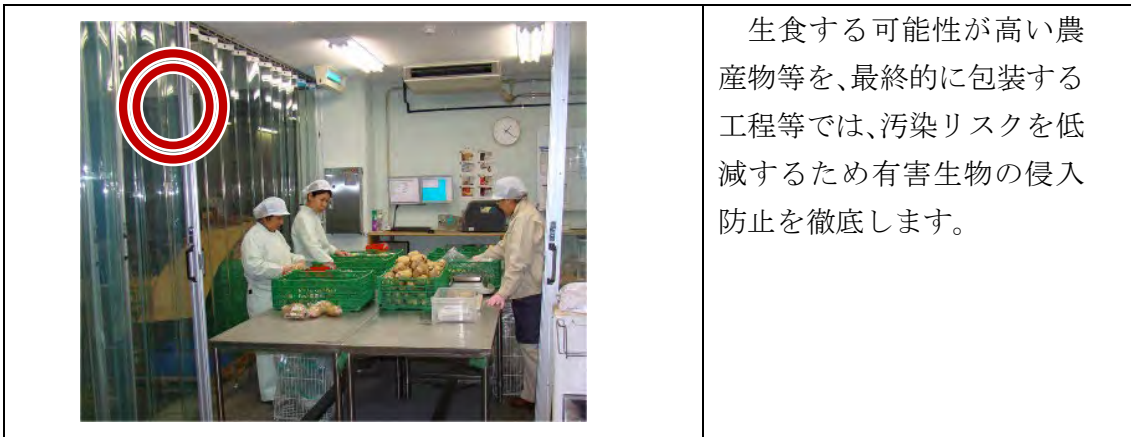 生食する可能性が高い農
産物等を、最終的に包装する
工程等では、汚染リスクを低
減するため有害生物の侵入
防止を徹底します。